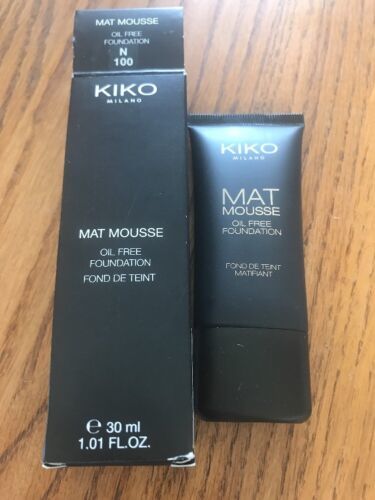 MAT MOUSSE
OIL FREE
FOUNDATION
N
100
KIKO
MILANO
MAT MOUSSE
OIL FREE
FOUNDATION
FOND DE TEINT
℮ 30 ml
1.01 FL.OZ.
KIKO
MILANO
MAT
MOUSSE
OIL FREE
FOUNDATION
FOND DE TEINT
MATIFIANT